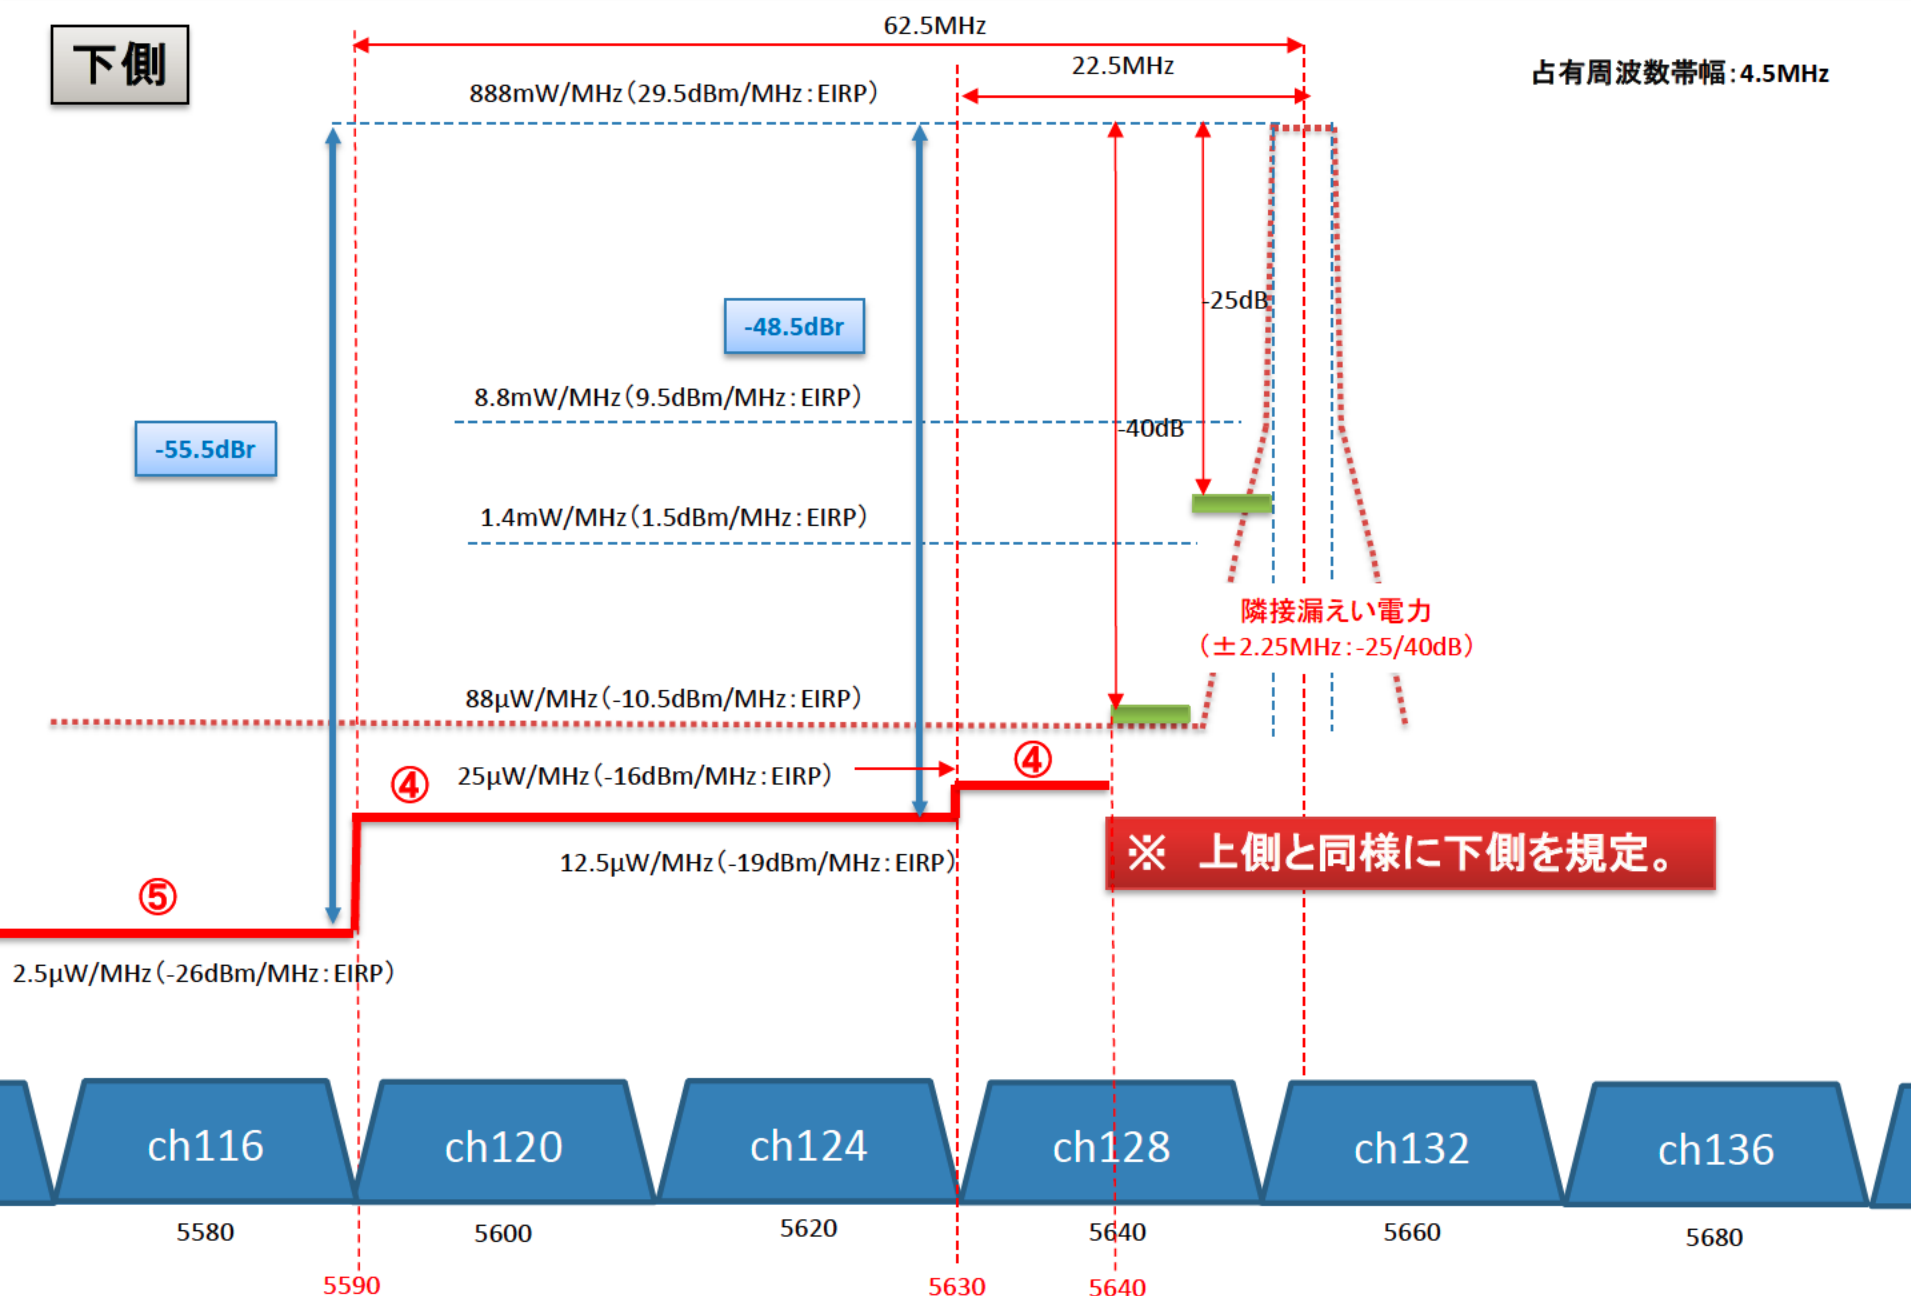 下側
62.5MHz
22.5MHz
占有周波数帯幅：4.5MHz
888mW/MHz（29.5dBm/MHz：EIRP）
-25dB
-48.5dBr
8.8mW/MHz（9.5dBm/MHz：EIRP）
-40dB
-55.5dBr
1.4mW/MHz（1.5dBm/MHz：EIRP）
隣接漏えい電力
（±2.25MHz：-25/40dB）
88μW/MHz（-10.5dBm/MHz：EIRP）
④
25μW/MHz（-16dBm/MHz：EIRP）
④
※　上側と同様に下側を規定。
12.5μW/MHz（-19dBm/MHz：EIRP）
⑤
2.5μW/MHz（-26dBm/MHz：EIRP）
ch116 ch120 ch124 ch128 ch132 ch136
5580 5600 5620 5640 5660 5680
5590 5630 5640